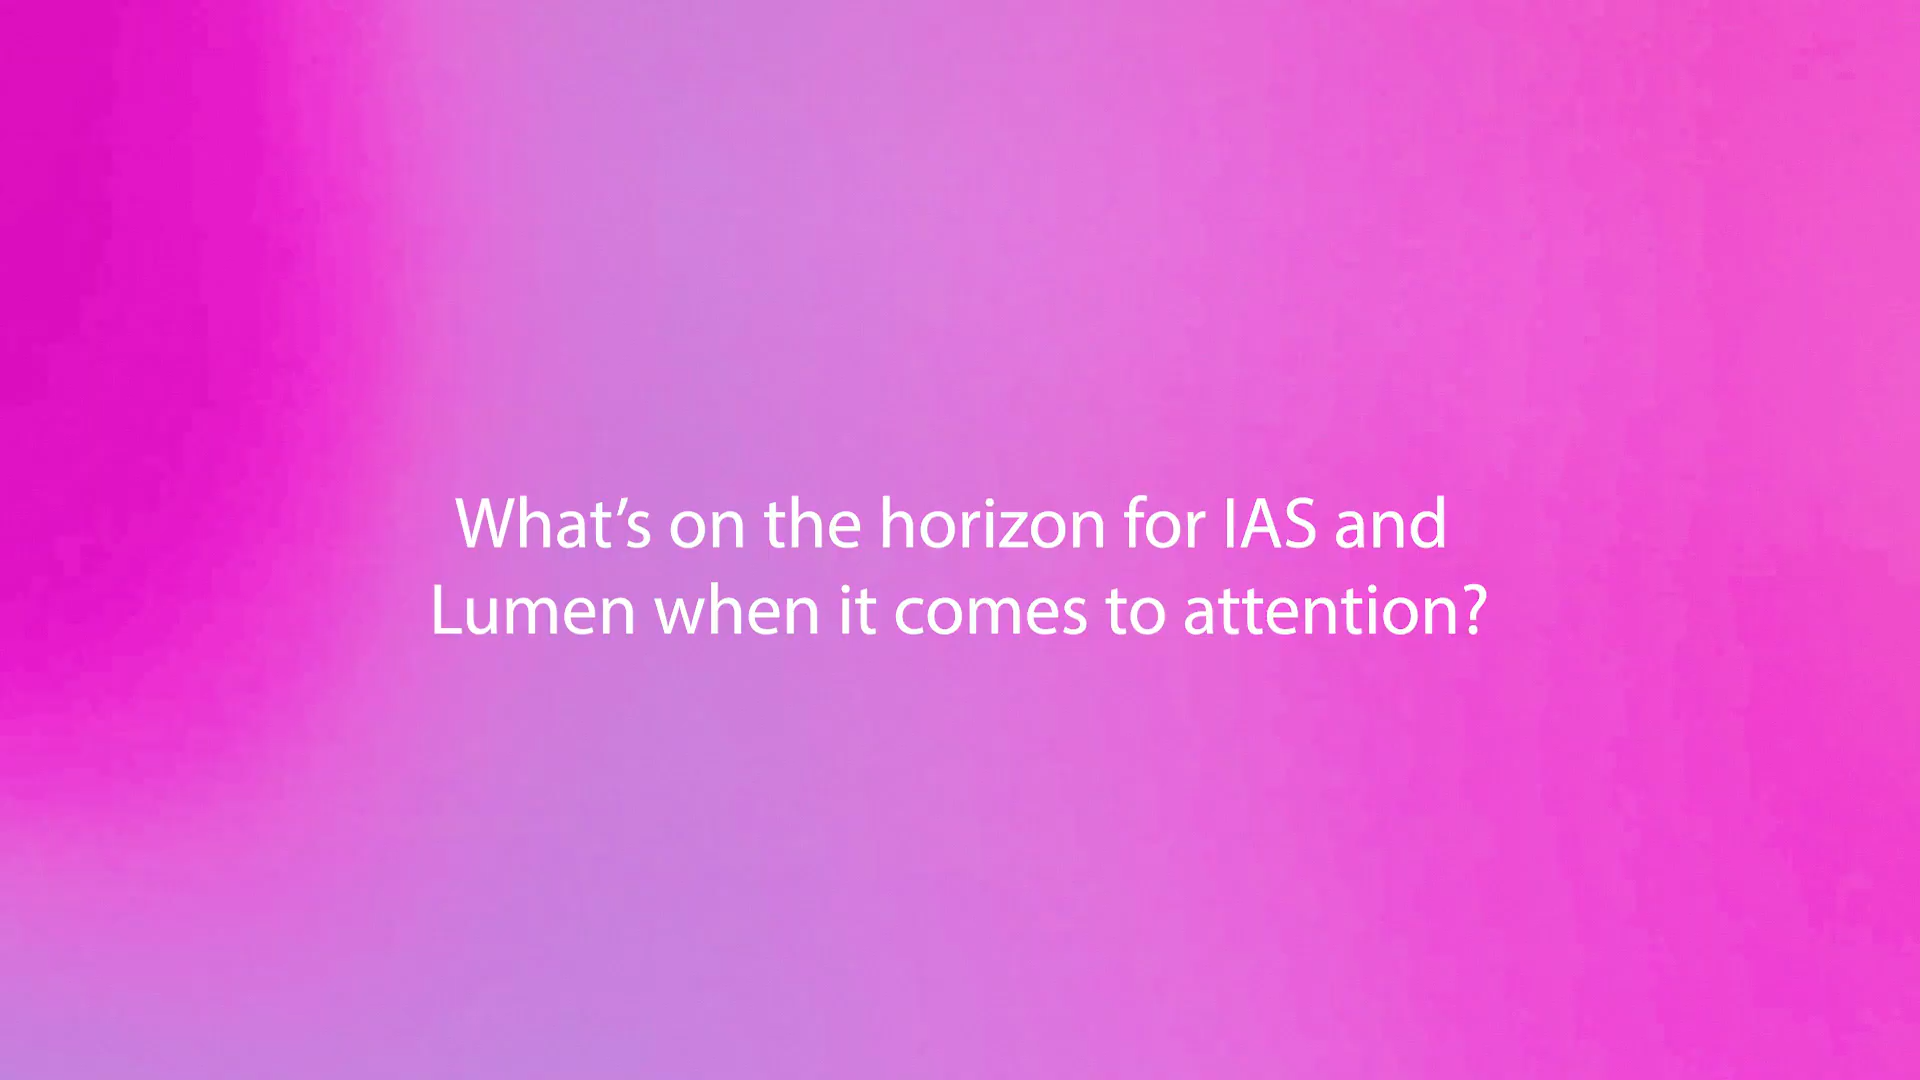 What’s on the horizon for IAS and
Lumen when it comes to attention?